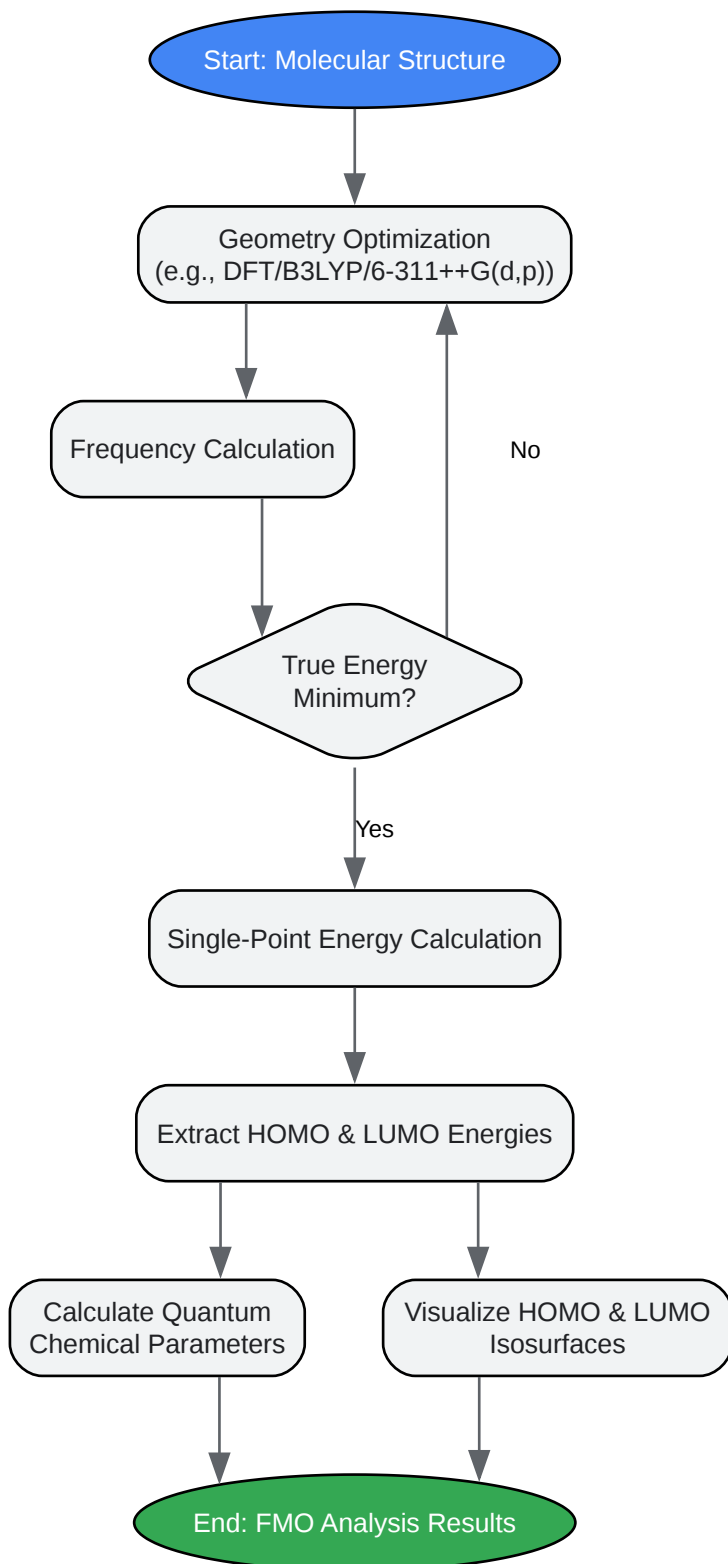 Start: Molecular Structure
Geometry Optimization
(e.g., DFT/B3LYP/6-311++G(d,p))
Frequency Calculation
No
True Energy
Minimum?
Yes
Single-Point Energy Calculation
Extract HOMO & LUMO Energies
Calculate Quantum
Chemical Parameters
Visualize HOMO & LUMO
Isosurfaces
End: FMO Analysis Results